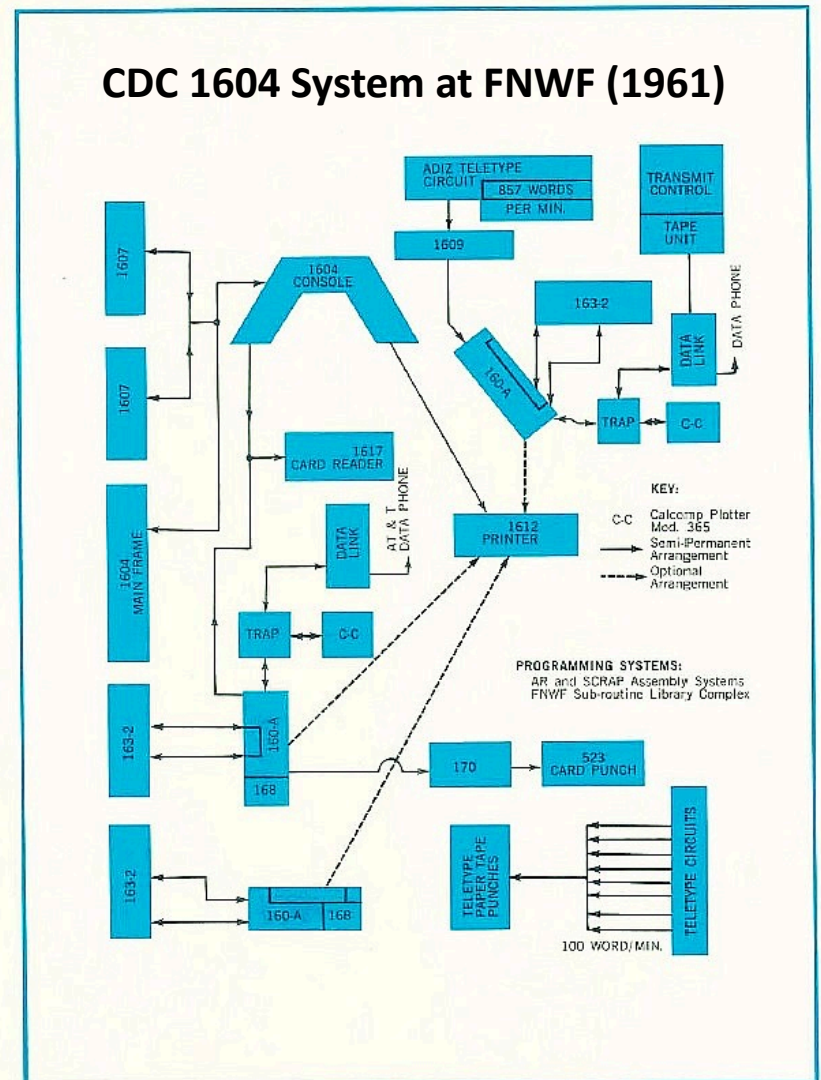 CDC 1604 System at FNWF (1961)
ADIZ TELETYPE
CIRCUIT
857 WORDS
PER MIN.
TRANSMIT
CONTROL
TAPE
UNIT
1609
1607
1604
CONSOLE
163-2
DATA
LINK
DATA PHONE
160-A
TRAP
C-C
1607
1617
CARD READER
KEY:
C-C Calcomp Plotter
Mod. 365
Semi-Permanent
Arrangement
Optional
Arrangement
1612
PRINTER
1604
MAIN FRAME
DATA
LINK
AT & T
DATA PHONE
TRAP
C-C
PROGRAMMING SYSTEMS:
AR and SCRAP Assembly Systems
FNWF Sub-routine Library Complex
163-2
160-A
168
170
523
CARD PUNCH
163-2
160-A
168
TELETYPE
PAPER TAPE
PUNCHES
TELETYPE CIRCUITS
100 WORD/MIN.